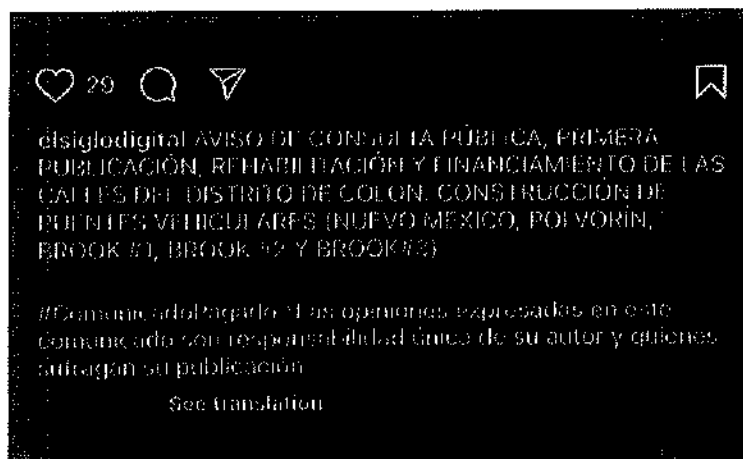 29
elsiglodigital AVISO DE CONSULTA PÚBLICA, PRIMERA
PUBLICACIÓN, REHABILITACIÓN Y FINANCIAMIENTO DE LAS
CALLES DEL DISTRITO DE COLON. CONSTRUCCIÓN DE
PUENTES VEHICULARES (NUEVO MEXICO, POLVORÍN,
BROOK #1, BROOK #2 Y BROOK#3)
#ComunicadoPagado *Las opiniones expresadas en este
comunicado son responsabilidad única de su autor y quienes
sufragan su publicación
See translation